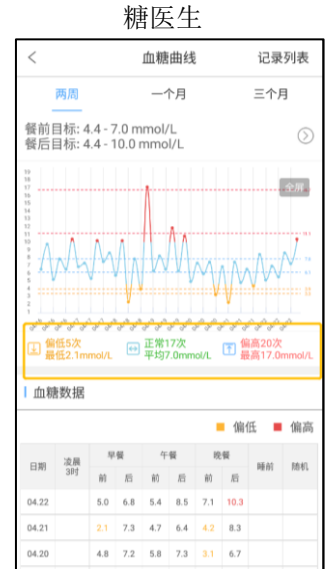 糖医生
血糖曲线 记录列表
两周 一个月 三个月
餐前目标: 4.4 - 7.0 mmol/L
餐后目标: 4.4 - 10.0 mmol/L
全屏
偏低5次 正常17次 偏高20次
最低2.1mmol/L 平均7.0mmol/L 最高17.0mmol/L
血糖数据
偏低 偏高
日期 凌晨3时 早餐 午餐 晚餐 睡前 随机
前 后 前 后 前 后
04.22 5.0 6.8 5.4 8.5 7.1 10.3
04.21 2.1 7.3 4.7 6.4 4.2 8.3
04.20 4.8 7.2 5.8 7.3 3.1 6.7